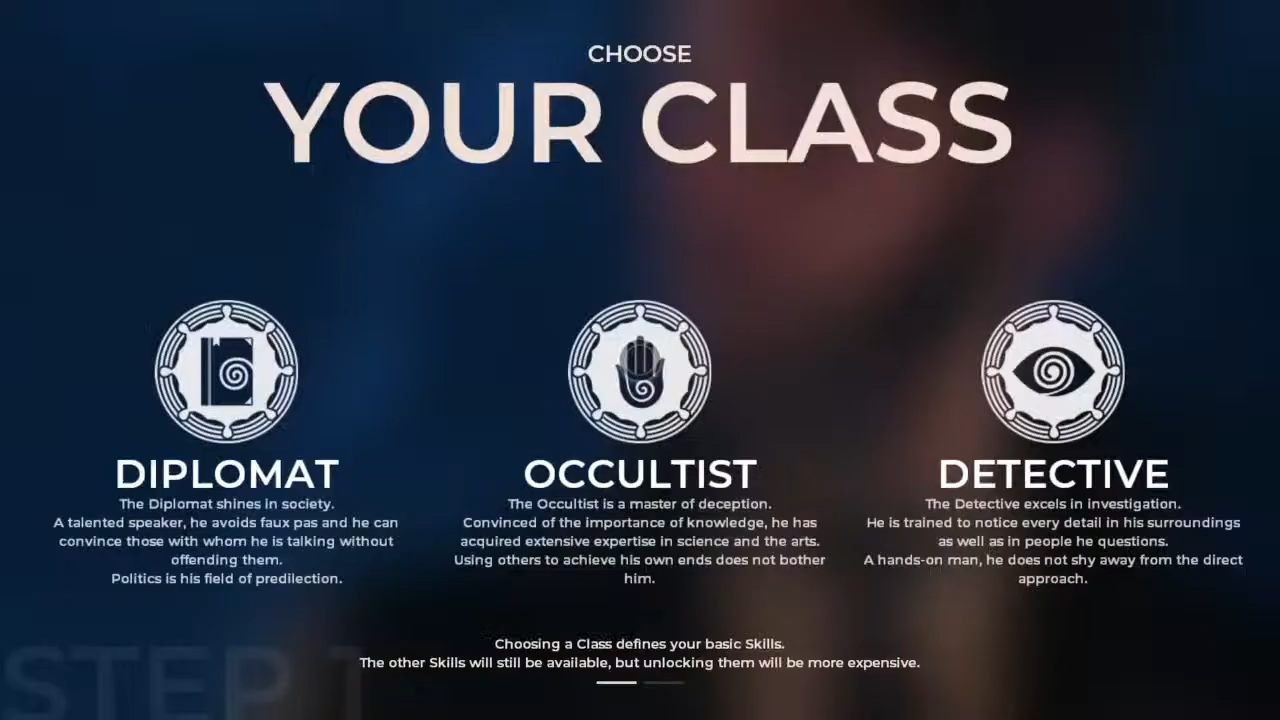 CHOOSE
YOUR CLASS
DIPLOMAT
The Diplomat shines in society.
A talented speaker, he avoids faux pas and he can
convince those with whom he is talking without
offending them.
Politics is his field of predilection.
OCCULTIST
The Occultist is a master of deception.
Convinced of the importance of knowledge, he has
acquired extensive expertise in science and the arts.
Using others to achieve his own ends does not bother
him.
DETECTIVE
The Detective excels in investigation.
He is trained to notice every detail in his surroundings
as well as in people he questions.
A hands-on man, he does not shy away from the direct
approach.
Choosing a Class defines your basic Skills.
The other Skills will still be available, but unlocking them will be more expensive.
STEP